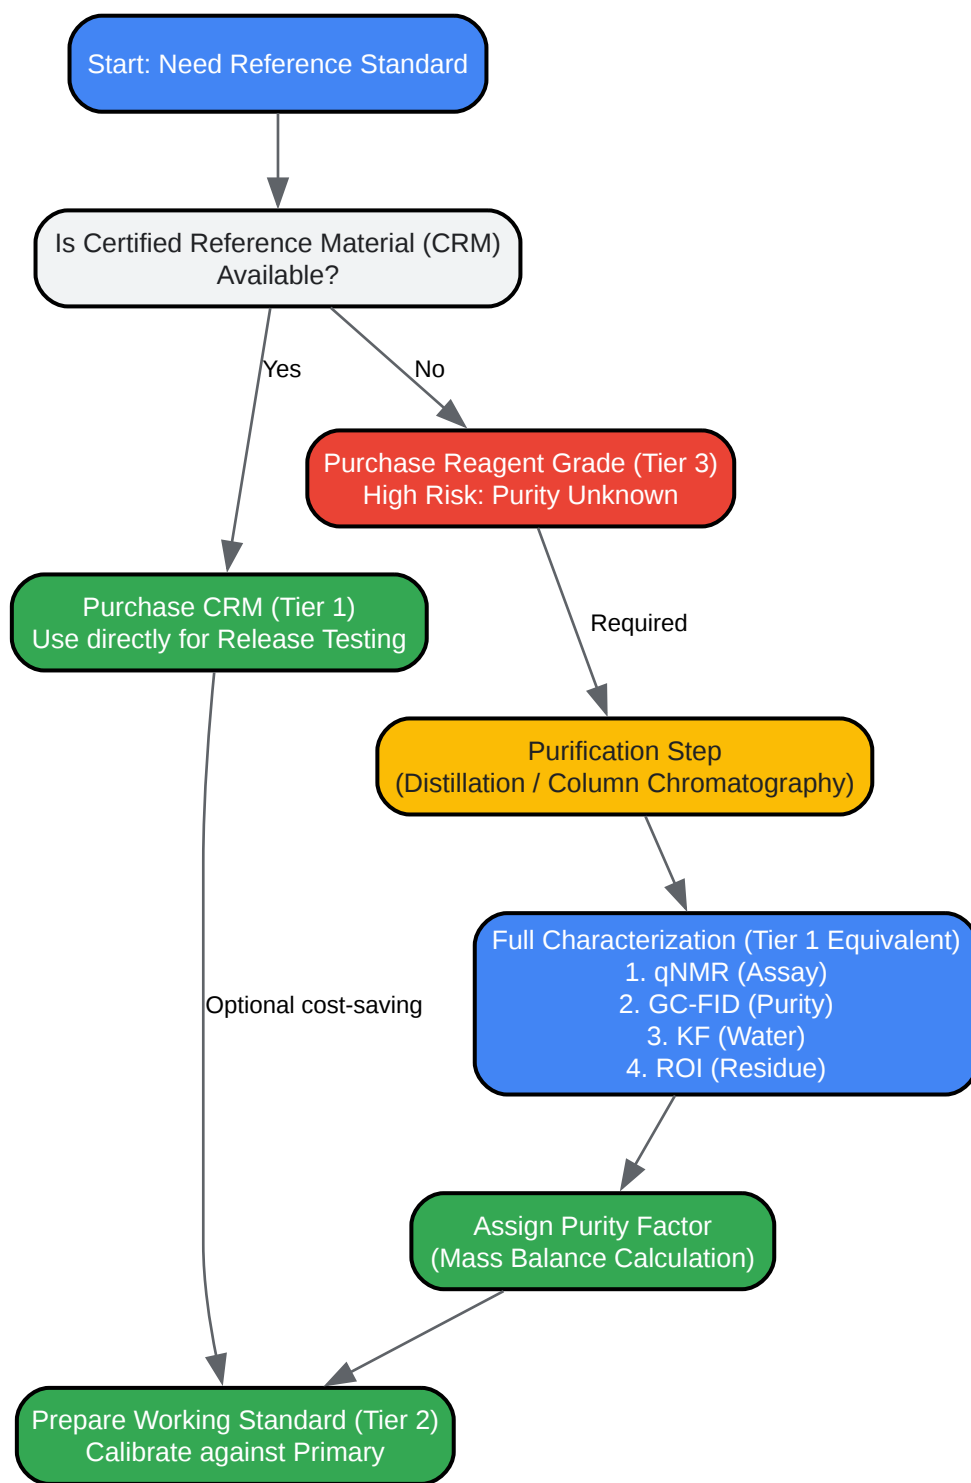 Start: Need Reference Standard
Is Certified Reference Material (CRM)
Available?
Yes
No
Purchase Reagent Grade (Tier 3)
High Risk: Purity Unknown
Purchase CRM (Tier 1)
Use directly for Release Testing
Required
Purification Step
(Distillation / Column Chromatography)
Full Characterization (Tier 1 Equivalent)
1. qNMR (Assay)
2. GC-FID (Purity)
3. KF (Water)
4. ROI (Residue)
Optional cost-saving
Assign Purity Factor
(Mass Balance Calculation)
Prepare Working Standard (Tier 2)
Calibrate against Primary